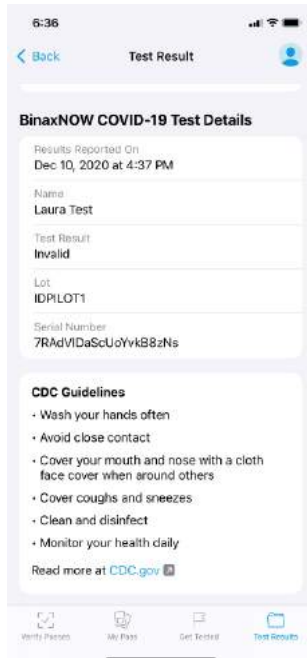 6:36
Back
Test Result
BinaxNOW COVID-19 Test Details
Results Reported On
Dec 10, 2020 at 4:37 PM
Name
Laura Test
Test Result
Invalid
Lot
IDPILOT1
Serial Number
7RAdVIDaScUoYvkB8zNs
CDC Guidelines
• Wash your hands often
• Avoid close contact
• Cover your mouth and nose with a cloth
face cover when around others
• Cover coughs and sneezes
• Clean and disinfect
• Monitor your health daily
Read more at CDC.gov
Verify Passes
My Pass
Get Tested
Test Results